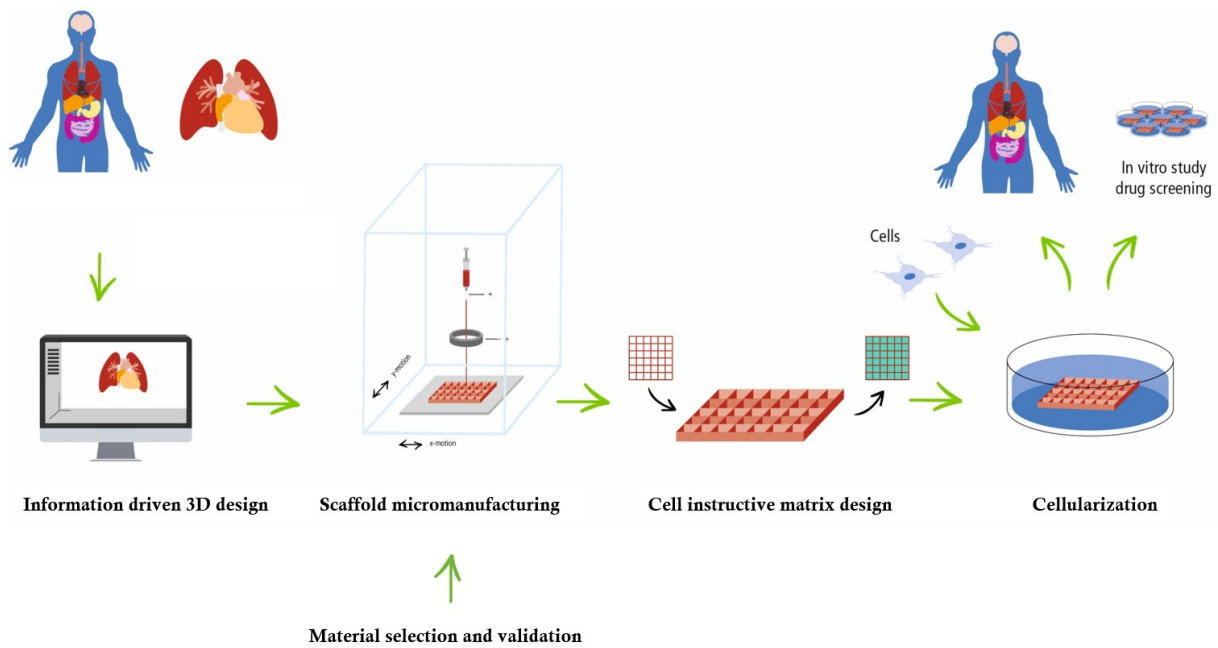 In vitro study
drug screening
Cells
+
+
y-motion
x-motion
Information driven 3D design
Scaffold micromanufacturing
Cell instructive matrix design
Cellularization
Material selection and validation